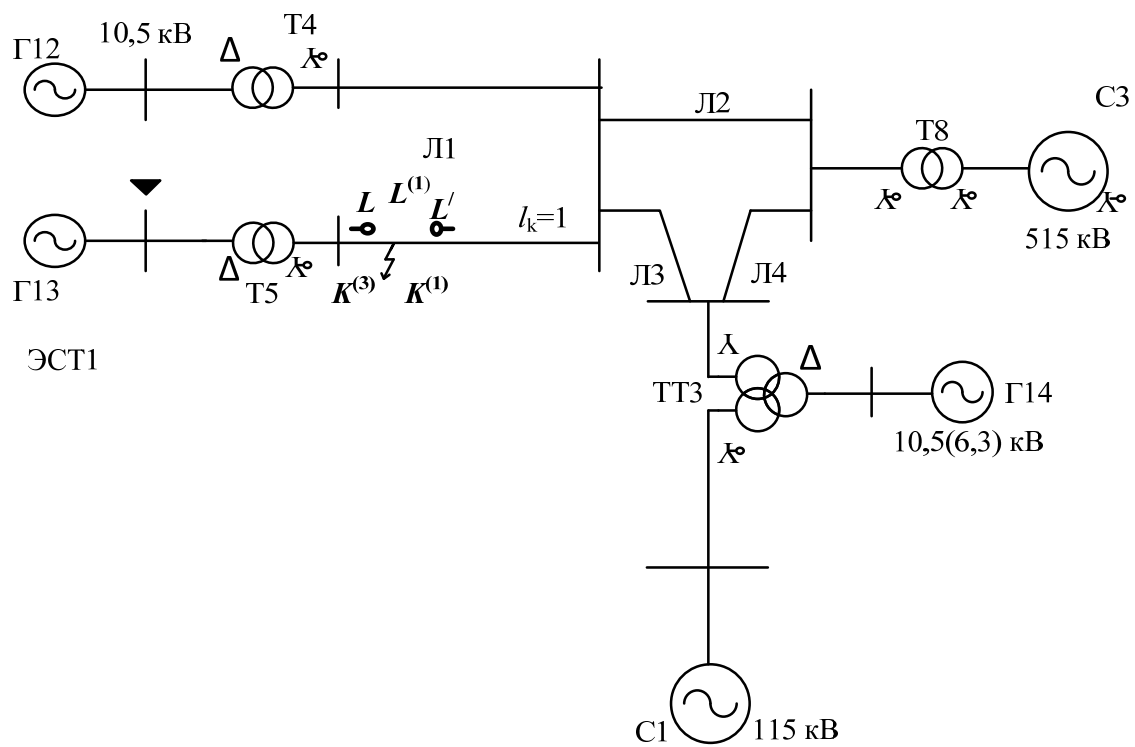 10,5 кВ
Т4
Г12
Δ
С3
Л2
Т8
Л1
L
L(1)
L/
lк=1
515 кВ
Г13
Δ
Т5
К(3)
К(1)
Л3
Л4
ЭСТ1
Δ
ТТ3
Г14
10,5(6,3) кВ
С1
115 кВ